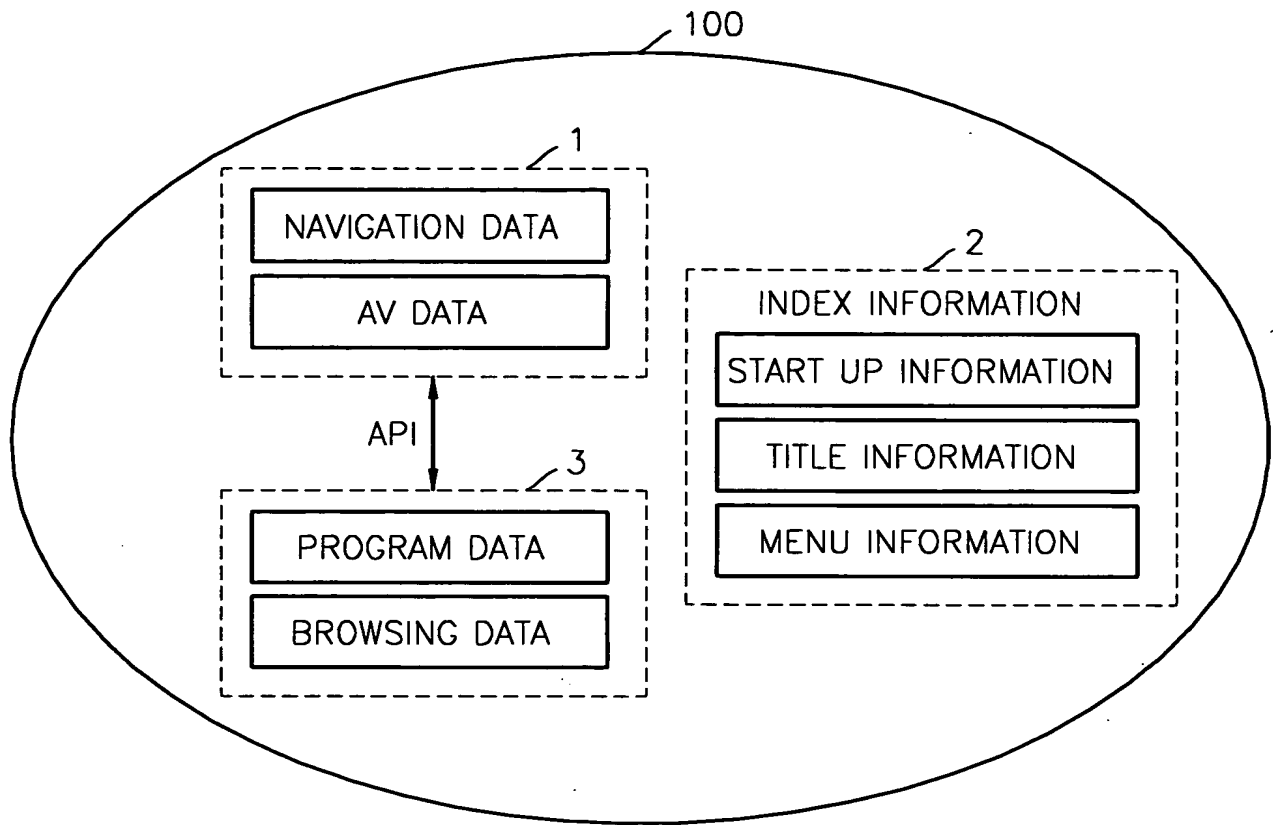 100
1
NAVIGATION DATA
AV DATA
API
3
PROGRAM DATA
BROWSING DATA
2
INDEX INFORMATION
START UP INFORMATION
TITLE INFORMATION
MENU INFORMATION